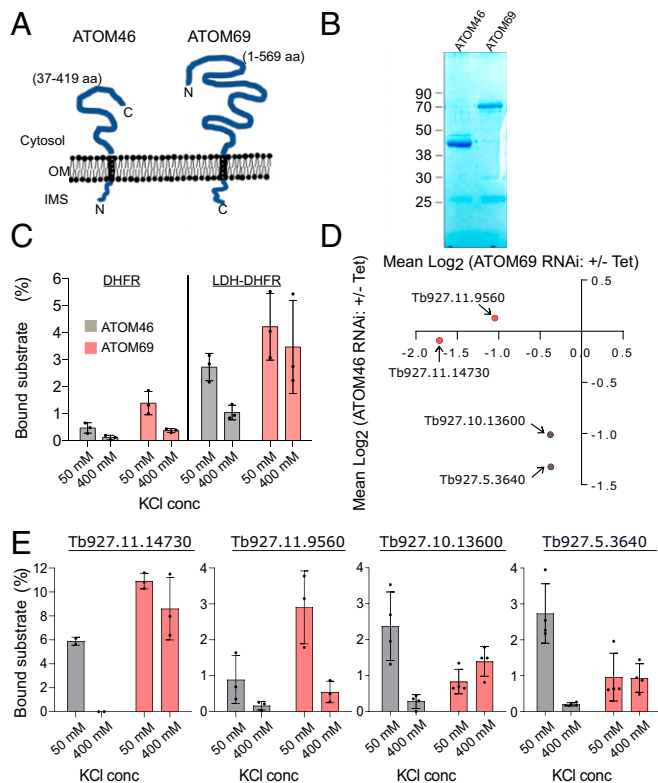 A
ATOM46
ATOM69
(37-419 aa)
(1-569 aa)
N
C
Cytosol
OM
IMS
N
C
B
ATOM46
ATOM69
90
70
50
38
30
25
C
Bound substrate (%)
DHFR
LDH-DHFR
ATOM46
ATOM69
6
5
4
3
2
1
0
50 mM
400 mM
50 mM
400 mM
50 mM
400 mM
50 mM
400 mM
KCl conc
D
Mean Log2 (ATOM69 RNAi: +/- Tet)
Mean Log2 (ATOM46 RNAi: +/- Tet)
0.5
Tb927.11.9560
-2.0
-1.5
-1.0
-0.5
0.0
Tb927.11.14730
-0.5
Tb927.10.13600
-1.0
Tb927.5.3640
-1.5
E
Tb927.11.14730
Bound substrate (%)
12
10
8
6
4
2
0
50 mM
400 mM
50 mM
400 mM
KCl conc
Tb927.11.9560
4
3
2
1
0
50 mM
400 mM
50 mM
400 mM
KCl conc
Tb927.10.13600
4
3
2
1
0
50 mM
400 mM
50 mM
400 mM
KCl conc
Tb927.5.3640
4
3
2
1
0
50 mM
400 mM
50 mM
400 mM
KCl conc